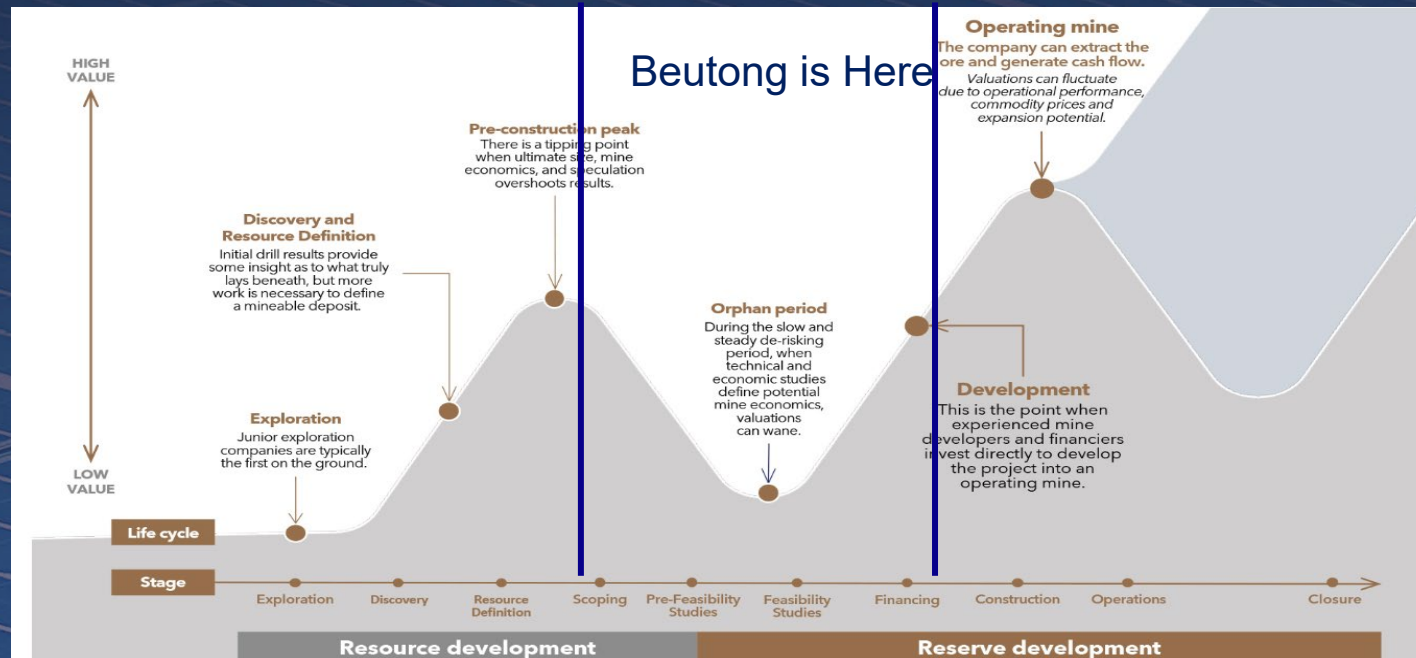 Beutong is Here
HIGH
VALUE
LOW
VALUE
Operating mine
The company can extract the
ore and generate cash flow.
Valuations can fluctuate
due to operational performance,
commodity prices and
expansion potential.
Pre-construction peak
There is a tipping point
when ultimate size, mine
economics, and speculation
overshoots results.
Discovery and
Resource Definition
Initial drill results provide
some insight as to what truly
lays beneath, but more
work is necessary to define
a mineable deposit.
Orphan period
During the slow and
steady de-risking
period, when
technical and
economic studies
define potential
mine economics,
valuations
can wane.
Exploration
Junior exploration
companies are typically
the first on the ground.
Development
This is the point when
experienced mine
developers and financiers
invest directly to develop
the project into an
operating mine.
Life cycle
Stage
Exploration
Discovery
Resource
Definition
Scoping
Pre-Feasibility
Studies
Feasibility
Studies
Financing
Construction
Operations
Closure
Resource development
Reserve development